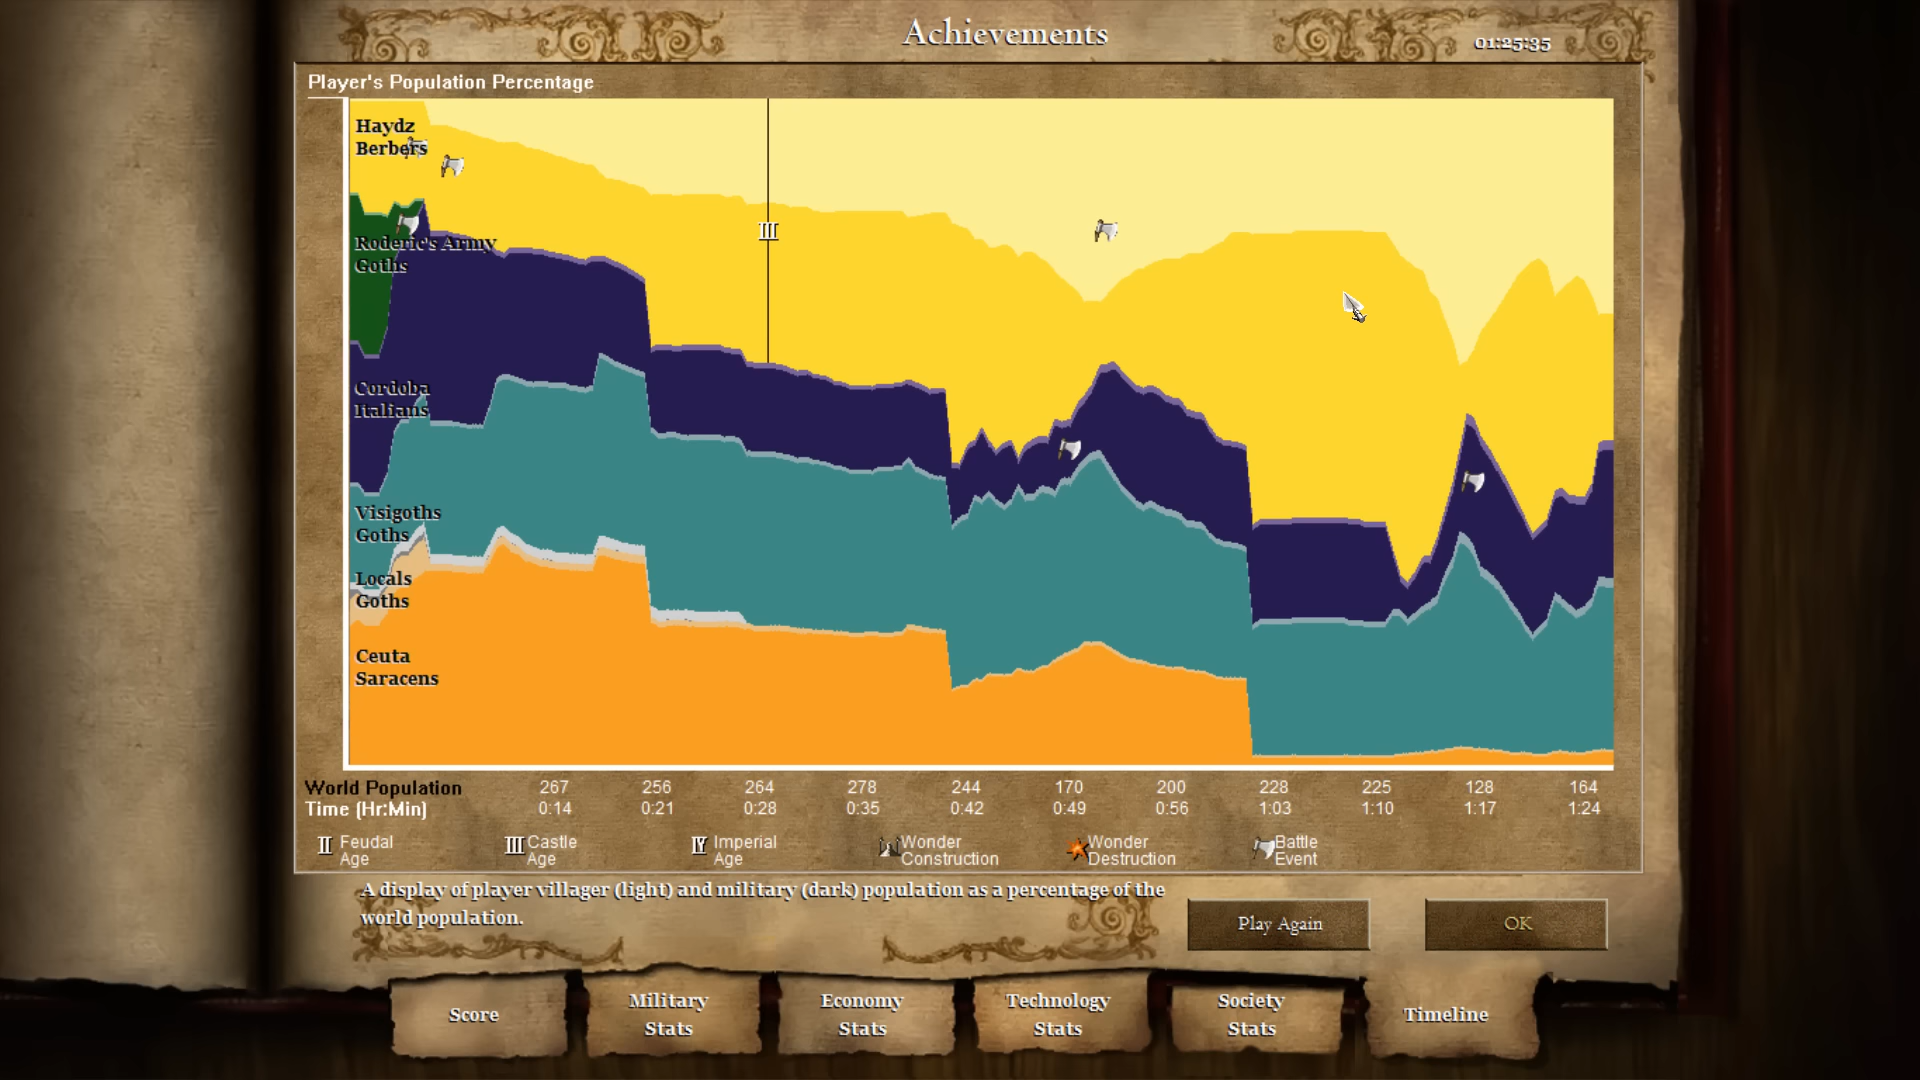 Achievements
01:25:35
Player's Population Percentage
Haydz
Berbers
III
Roderic's Army
Goths
Cordoba
Italians
Visigoths
Goths
Locals
Goths
Ceuta
Saracens
World Population 267 256 264 278 244 170 200 228 225 128 164
Time (Hr:Min) 0:14 0:21 0:28 0:35 0:42 0:49 0:56 1:03 1:10 1:17 1:24
II Feudal Age
III Castle Age
IV Imperial Age
Wonder Construction
Wonder Destruction
Battle Event
A display of player villager (light) and military (dark) population as a percentage of the
world population.
Play Again
OK
Score
Military Stats
Economy Stats
Technology Stats
Society Stats
Timeline